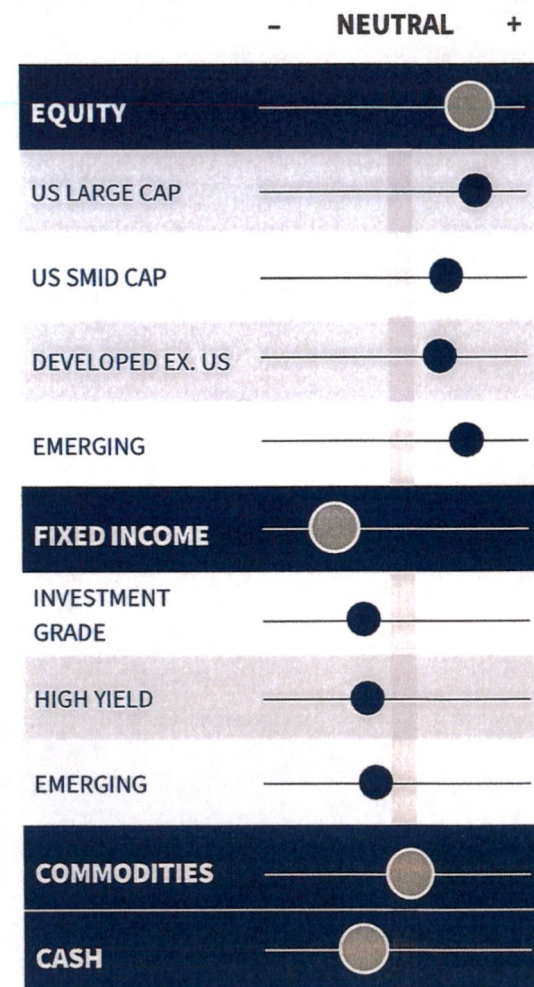 – NEUTRAL +
EQUITY
US LARGE CAP
US SMID CAP
DEVELOPED EX. US
EMERGING
FIXED INCOME
INVESTMENT
GRADE
HIGH YIELD
EMERGING
COMMODITIES
CASH